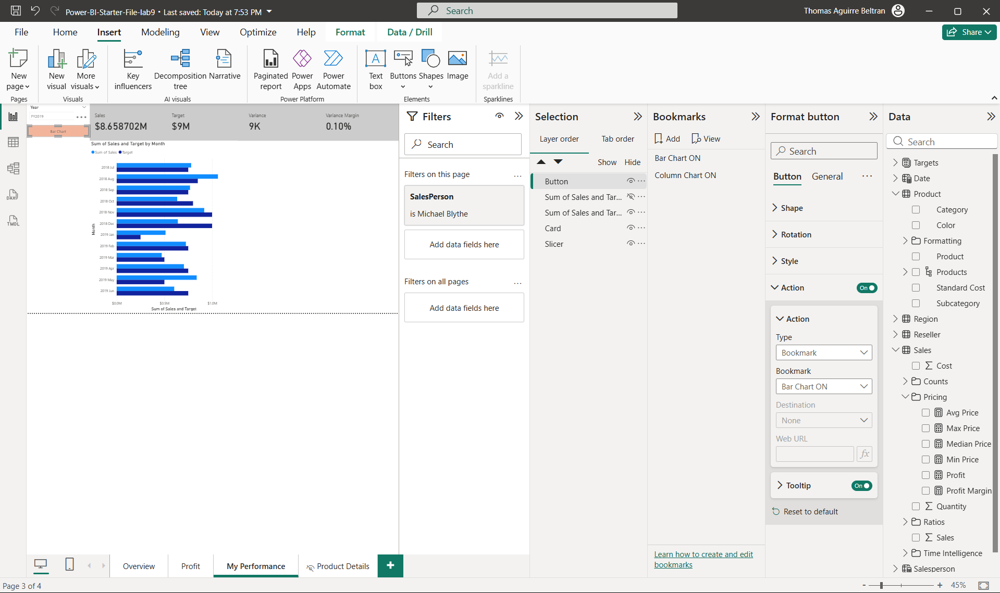 Power-BI-Starter-File-lab9 • Last saved: Today at 7:53 PM
Search
Thomas Aguirre Beltran
File
Home
Insert
Modeling
View
Optimize
Help
Format
Data / Drill
Share
New page
Pages
New visual
More visuals
Visuals
Key influencers
Decomposition tree
Narrative
AI visuals
Paginated report
Power Apps
Power Automate
Power Platform
Text box
Buttons
Shapes
Image
Elements
Add a sparkline
Sparklines
DAX
TMDL
Year
FY2019
Bar Chart
Sales
$8.658702M
Target
$9M
Variance
9K
Variance Margin
0.10%
Sum of Sales and Target by Month
Sum of Sales
Target
Month
2018 Jul
2018 Aug
2018 Sep
2018 Oct
2018 Nov
2018 Dec
2019 Jan
2019 Feb
2019 Mar
2019 Apr
2019 May
2019 Jun
$0.0M
$0.5M
$1.0M
Sum of Sales and Target
Filters
Search
Filters on this page
...
SalesPerson
is Michael Blythe
Add data fields here
Filters on all pages
...
Add data fields here
Selection
Layer order
Tab order
Show
Hide
Button
Sum of Sales and Tar...
Sum of Sales and Tar...
Card
Slicer
Bookmarks
Add
View
Bar Chart ON
Column Chart ON
Learn how to create and edit
bookmarks
Format button
Search
Button
General
Shape
Rotation
Style
Action
On
Action
Type
Bookmark
Bookmark
Bar Chart ON
Destination
None
Web URL
fx
Tooltip
On
Reset to default
Data
Search
Targets
Date
Product
Category
Color
Formatting
Product
Products
Standard Cost
Subcategory
Region
Reseller
Sales
Cost
Counts
Pricing
Avg Price
Max Price
Median Price
Min Price
Profit
Profit Margin
Quantity
Ratios
Sales
Time Intelligence
Salesperson
Overview
Profit
My Performance
Product Details
+
Page 3 of 4
-
+
45%